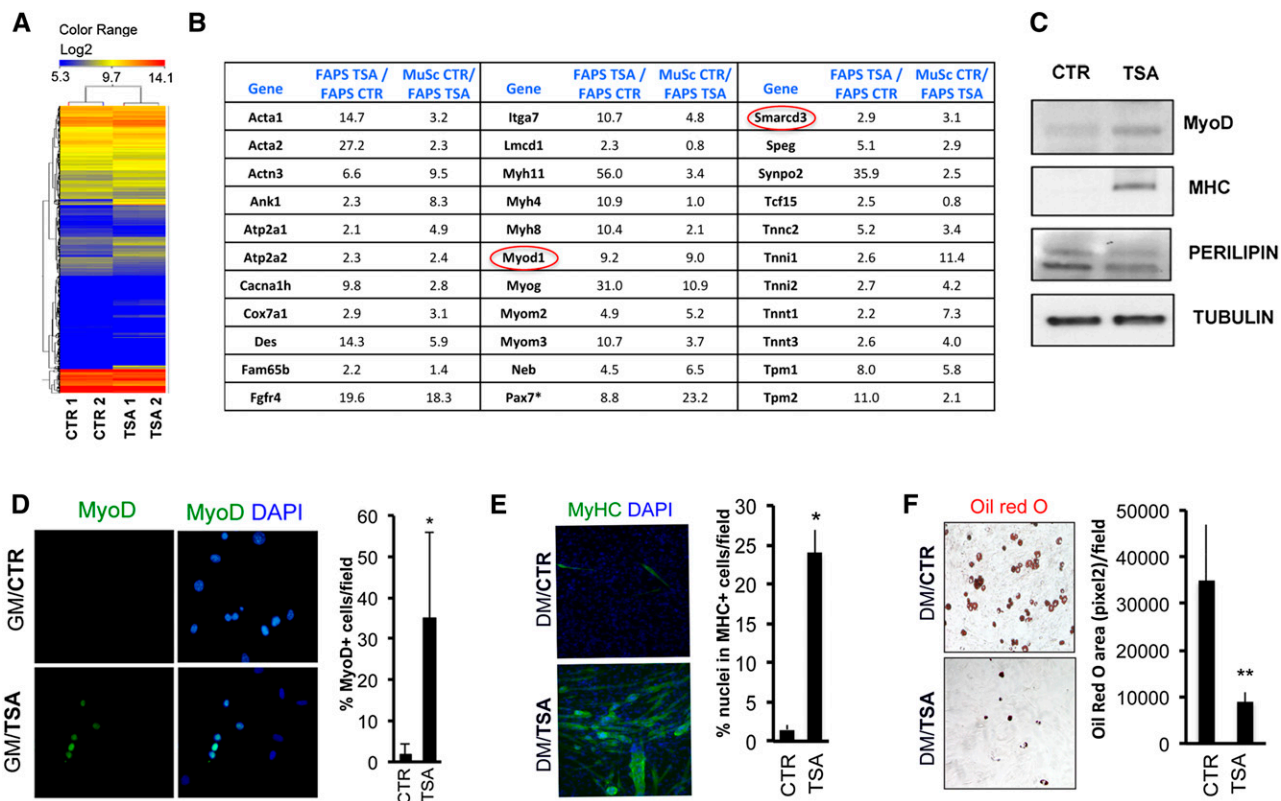 A
Color Range
Log2
5.3 9.7 14.1
CTR 1
CTR 2
TSA 1
TSA 2
B
Gene FAPS TSA / FAPS CTR MuSc CTR/ FAPS TSA Gene FAPS TSA / FAPS CTR MuSc CTR/ FAPS TSA Gene FAPS TSA / FAPS CTR MuSc CTR/ FAPS TSA
Acta1 14.7 3.2 Itga7 10.7 4.8 Smarcd3 2.9 3.1
Acta2 27.2 2.3 Lmcd1 2.3 0.8 Speg 5.1 2.9
Actn3 6.6 9.5 Myh11 56.0 3.4 Synpo2 35.9 2.5
Ank1 2.3 8.3 Myh4 10.9 1.0 Tcf15 2.5 0.8
Atp2a1 2.1 4.9 Myh8 10.4 2.1 Tnnc2 5.2 3.4
Atp2a2 2.3 2.4 Myod1 9.2 9.0 Tnni1 2.6 11.4
Cacna1h 9.8 2.8 Myog 31.0 10.9 Tnni2 2.7 4.2
Cox7a1 2.9 3.1 Myom2 4.9 5.2 Tnnt1 2.2 7.3
Des 14.3 5.9 Myom3 10.7 3.7 Tnnt3 2.6 4.0
Fam65b 2.2 1.4 Neb 4.5 6.5 Tpm1 8.0 5.8
Fgfr4 19.6 18.3 Pax7* 8.8 23.2 Tpm2 11.0 2.1
C
CTR TSA
MyoD
MHC
PERILIPIN
TUBULIN
D
MyoD MyoD DAPI
GM/CTR
GM/TSA
% MyoD+ cells/field
60
50
40
30
20
10
0
*
CTR
TSA
E
MyHC DAPI
DM/CTR
DM/TSA
% nuclei in MHC+ cells/field
30
25
20
15
10
5
0
*
CTR
TSA
F
Oil red O
DM/CTR
DM/TSA
Oil Red O area (pixel2)/field
50000
40000
30000
20000
10000
0
**
CTR
TSA